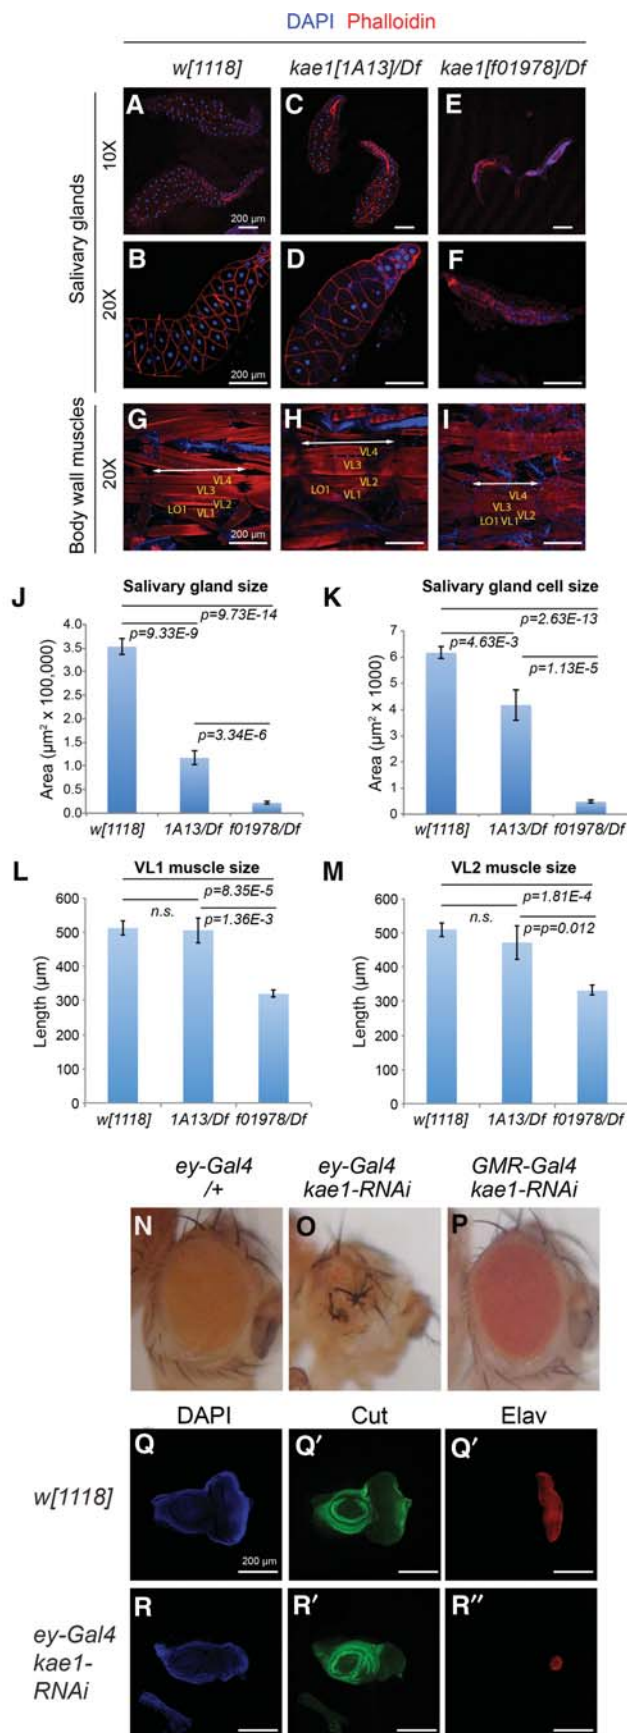 DAPI Phalloidin
w[1118] kae1[1A13]/Df kae1[f01978]/Df
Salivary glands
10X
A C E
200 µm
20X
B D F
200 µm
Body wall muscles
20X
G H I
VL4 VL4 VL4
VL3 VL3 VL3
VL2 VL2 VL2
LO1 VL1 LO1 VL1 LO1 VL1
200 µm
J Salivary gland size
p=9.73E-14
p=9.33E-9
p=3.34E-6
Area (µm² x 100,000)
4.0
3.5
3.0
2.5
2.0
1.5
1.0
0.5
0.0
w[1118] 1A13/Df f01978/Df
K Salivary gland cell size
p=2.63E-13
p=4.63E-3
p=1.13E-5
Area (µm² x 1000)
7
6
5
4
3
2
1
0
w[1118] 1A13/Df f01978/Df
L VL1 muscle size
p=8.35E-5
n.s.
p=1.36E-3
Length (µm)
600
500
400
300
200
100
0
w[1118] 1A13/Df f01978/Df
M VL2 muscle size
p=1.81E-4
n.s.
p=p=0.012
Length (µm)
600
500
400
300
200
100
0
w[1118] 1A13/Df f01978/Df
ey-Gal4 ey-Gal4 GMR-Gal4
/+ kae1-RNAi kae1-RNAi
N O P
DAPI Cut Elav
w[1118]
Q Q′ Q′
200 µm
ey-Gal4
kae1-
RNAi
R R′ R″